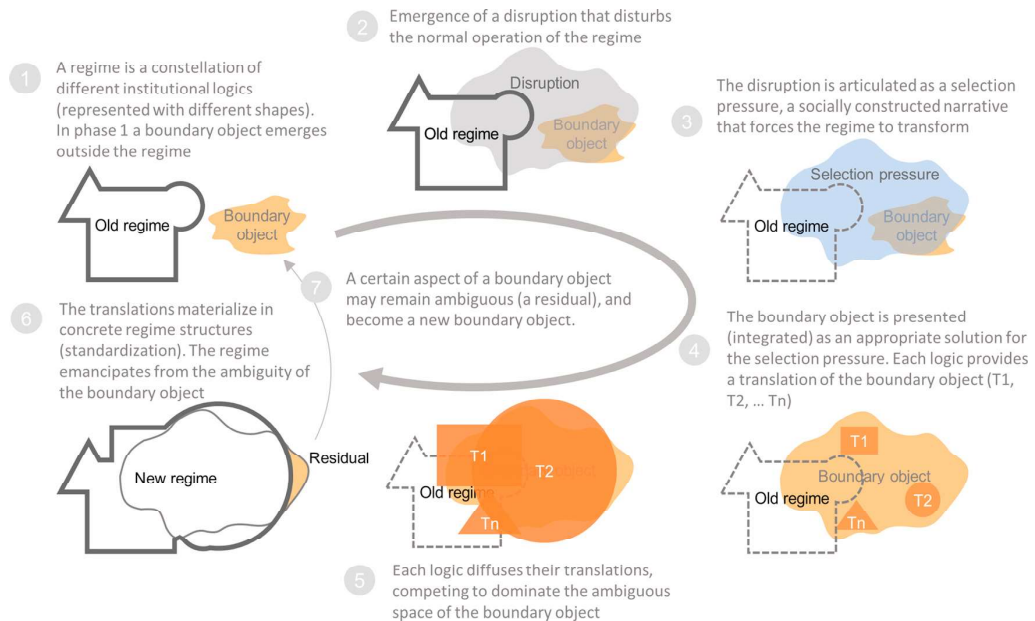 1
A regime is a constellation of
different institutional logics
(represented with different shapes).
In phase 1 a boundary object emerges
outside the regime
Old regime
Boundary
object
2
Emergence of a disruption that disturbs
the normal operation of the regime
Disruption
Old regime
Boundary
object
3
The disruption is articulated as a selection
pressure, a socially constructed narrative
that forces the regime to transform
Selection pressure
Old regime
Boundary
object
4
The boundary object is presented
(integrated) as an appropriate solution for
the selection pressure. Each logic provides
a translation of the boundary object (T1,
T2, ... Tn)
T1
Boundary object
Old regime
T2
Tn
5
Each logic diffuses their translations,
competing to dominate the ambiguous
space of the boundary object
T1
T2
Old regime
Tn
6
The translations materialize in
concrete regime structures
(standardization). The regime
emancipates from the ambiguity of
the boundary object
New regime
Residual
7
A certain aspect of a boundary object
may remain ambiguous (a residual), and
become a new boundary object.